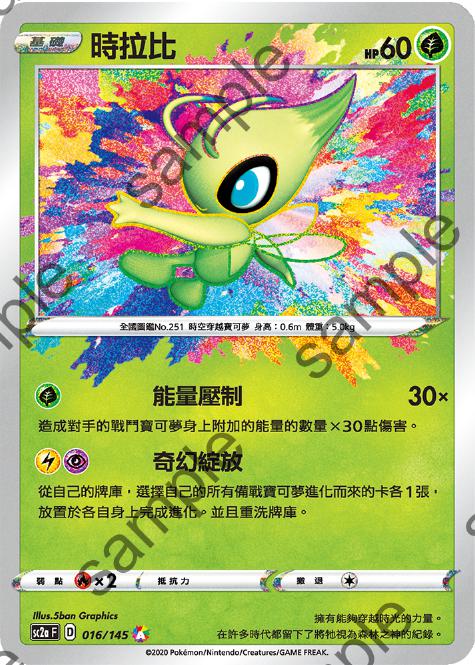 基礎 時拉比 HP60
全國圖鑑No.251 時空穿越寶可夢 身高：0.6m 體重：5.0kg
能量壓制 30×
造成對手的戰鬥寶可夢身上附加的能量的數量×30點傷害。
奇幻綻放
從自己的牌庫，選擇自己的所有備戰寶可夢進化而來的卡各1張，
放置於各自身上完成進化。並且重洗牌庫。
弱點 ×2 抵抗力 撤退
Illus.5ban Graphics
擁有能夠穿越時光的力量。
sc2a F D 016/145 A
在許多時代都留下了將牠視為森林之神的紀錄。
©2020 Pokémon/Nintendo/Creatures/GAME FREAK.
sample
sample
sample
sample
sample
sample